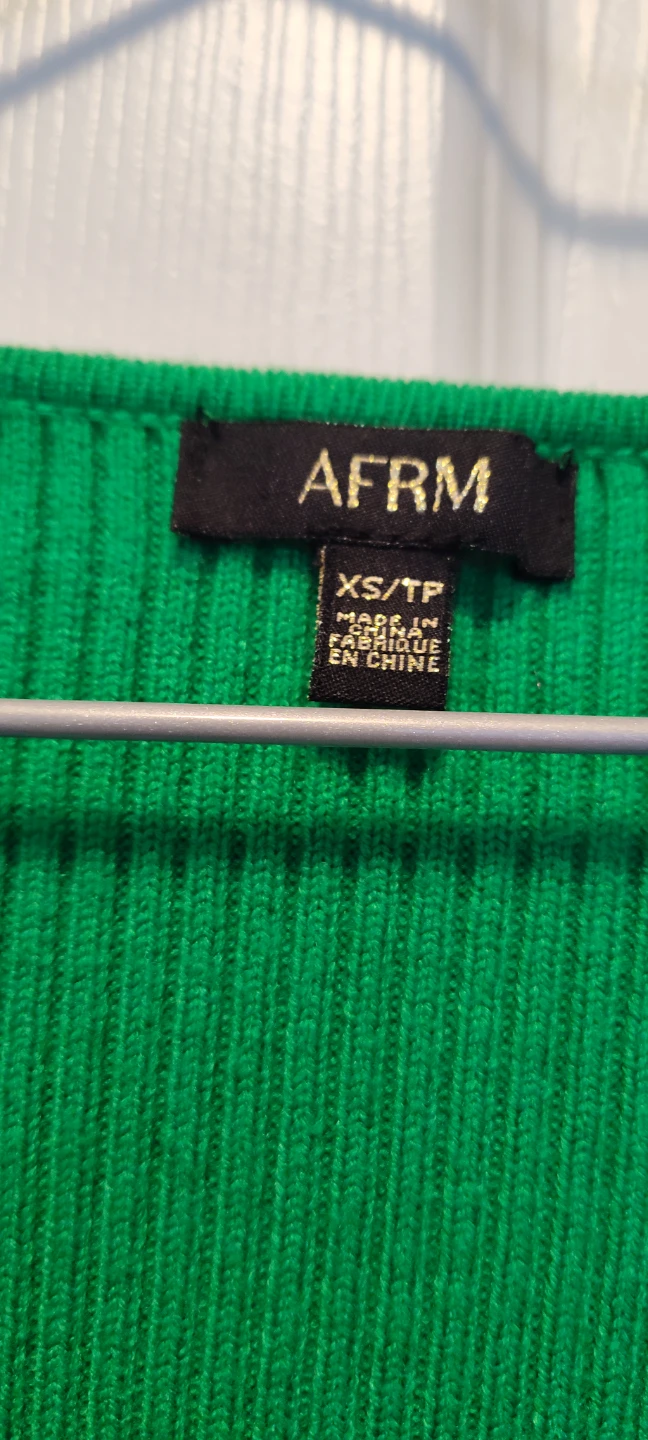 AFRM
XS/TP
MADE IN
CHINA
FABRIQUE
EN CHINE